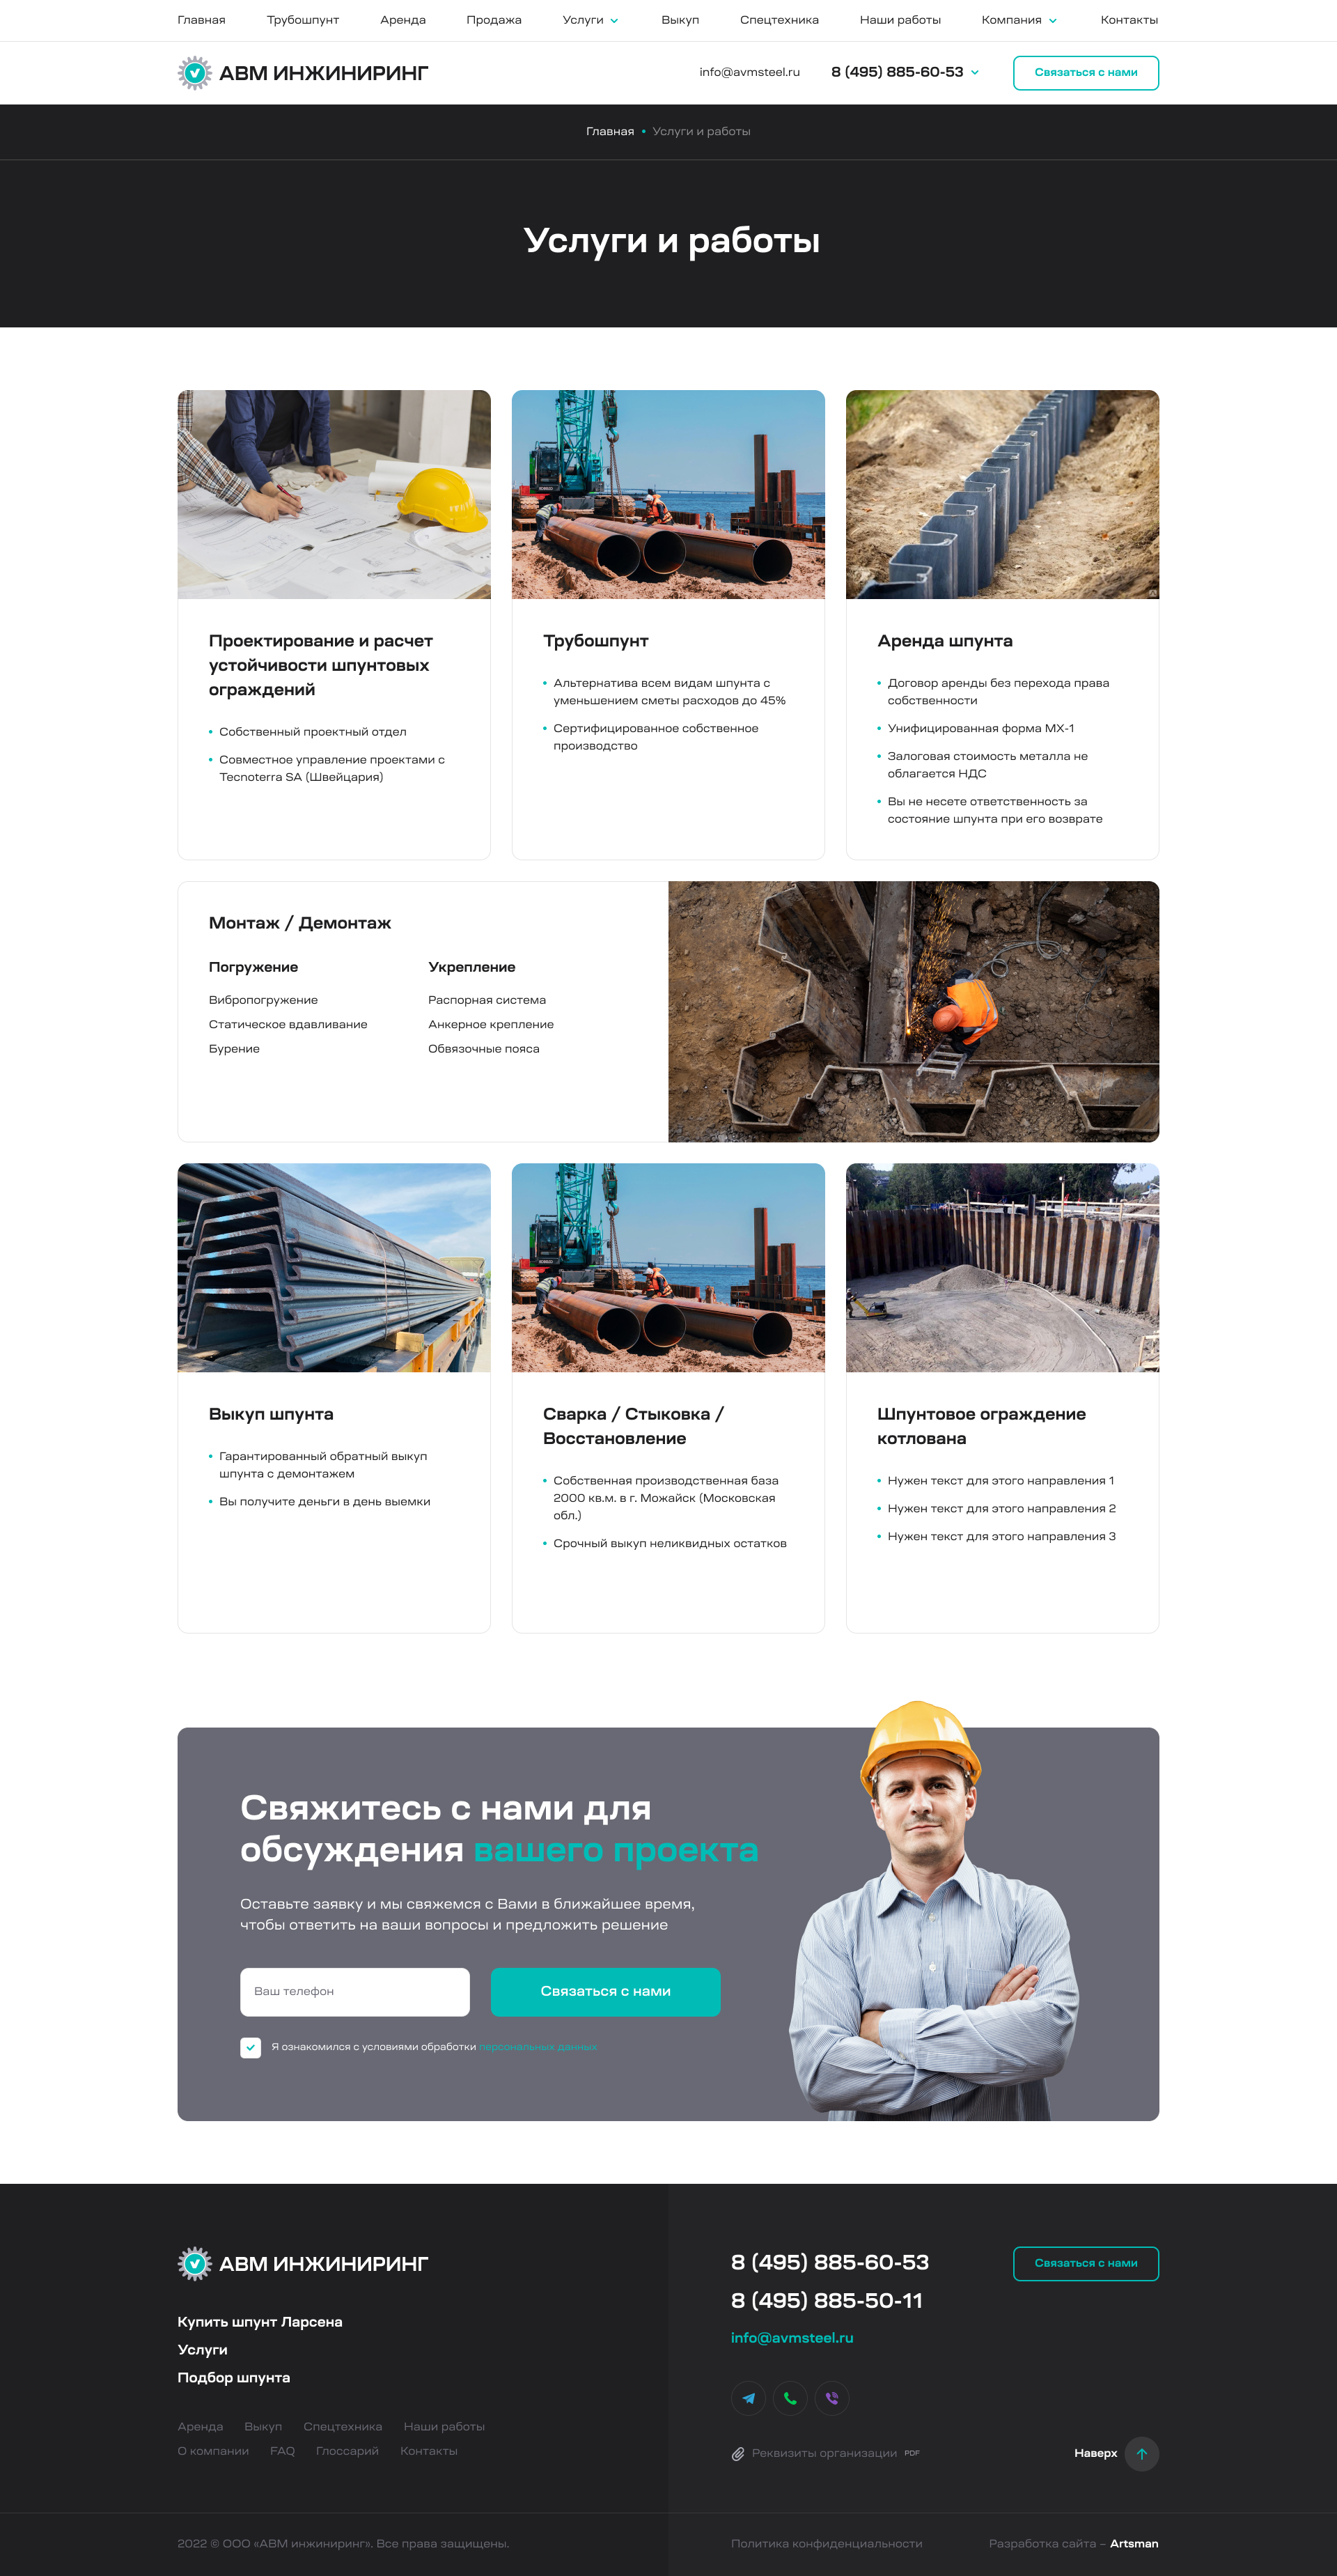 Главная Трубошпунт Аренда Продажа Услуги Выкуп Спецтехника Наши работы Компания Контакты
АВМ ИНЖИНИРИНГ info@avmsteel.ru 8 (495) 885-60-53 Связаться с нами
Главная • Услуги и работы
Услуги и работы
Проектирование и расчет
устойчивости шпунтовых
ограждений
• Собственный проектный отдел
• Совместное управление проектами с
Tecnoterra SA (Швейцария)
Трубошпунт
• Альтернатива всем видам шпунта с
уменьшением сметы расходов до 45%
• Сертифицированное собственное
производство
Аренда шпунта
• Договор аренды без перехода права
собственности
• Унифицированная форма МХ-1
• Залоговая стоимость металла не
облагается НДС
• Вы не несете ответственность за
состояние шпунта при его возврате
Монтаж / Демонтаж
Погружение
Вибропогружение
Статическое вдавливание
Бурение
Укрепление
Распорная система
Анкерное крепление
Обвязочные пояса
Выкуп шпунта
• Гарантированный обратный выкуп
шпунта с демонтажем
• Вы получите деньги в день выемки
Сварка / Стыковка /
Восстановление
• Собственная производственная база
2000 кв.м. в г. Можайск (Московская
обл.)
• Срочный выкуп неликвидных остатков
Шпунтовое ограждение
котлована
• Нужен текст для этого направления 1
• Нужен текст для этого направления 2
• Нужен текст для этого направления 3
Свяжитесь с нами для
обсуждения вашего проекта
Оставьте заявку и мы свяжемся с Вами в ближайшее время,
чтобы ответить на ваши вопросы и предложить решение
Ваш телефон Связаться с нами
Я ознакомился с условиями обработки персональных данных
АВМ ИНЖИНИРИНГ
Купить шпунт Ларсена
Услуги
Подбор шпунта
Аренда Выкуп Спецтехника Наши работы
О компании FAQ Глоссарий Контакты
8 (495) 885-60-53 Связаться с нами
8 (495) 885-50-11
info@avmsteel.ru
Реквизиты организации PDF Наверх
2022 © ООО «АВМ инжиниринг». Все права защищены. Политика конфиденциальности Разработка сайта – Artsman